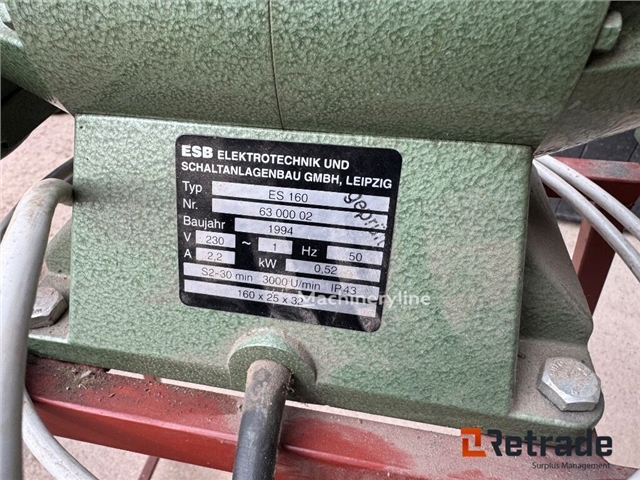 ESB ELEKTROTECHNIK UND
SCHALTANLAGENBAU GMBH, LEIPZIG
Typ ES 160
Nr. 63 000 02
Baujahr 1994
V 230 ~ 1 Hz 50
A 2,2 kW 0,52
S2-30 min 3000 U/min IP 43
160 x 25 x 32
geprüft
Machineryline
Retrade
Surplus Management